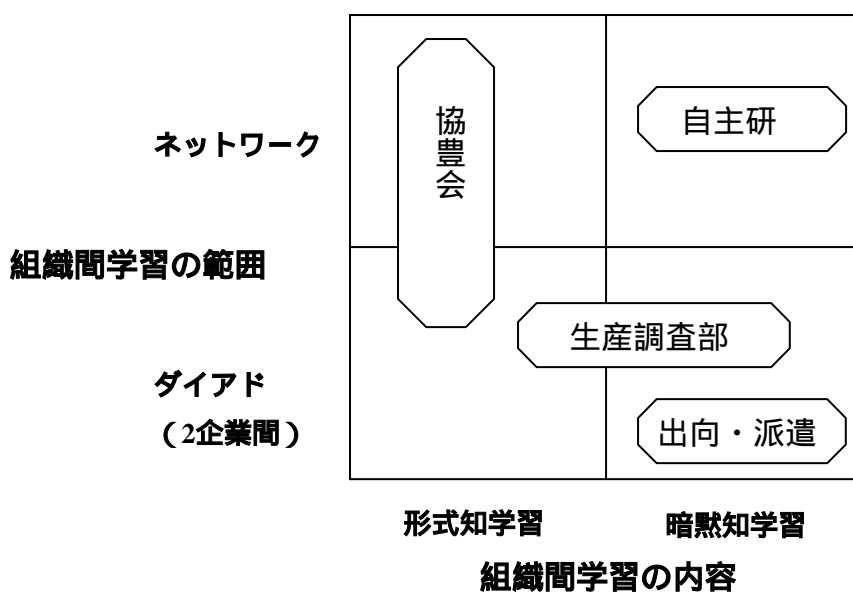 協豊会
自主研
ネットワーク
組織間学習の範囲
生産調査部
ダイアド
（2企業間）
出向・派遣
形式知学習
暗黙知学習
組織間学習の内容